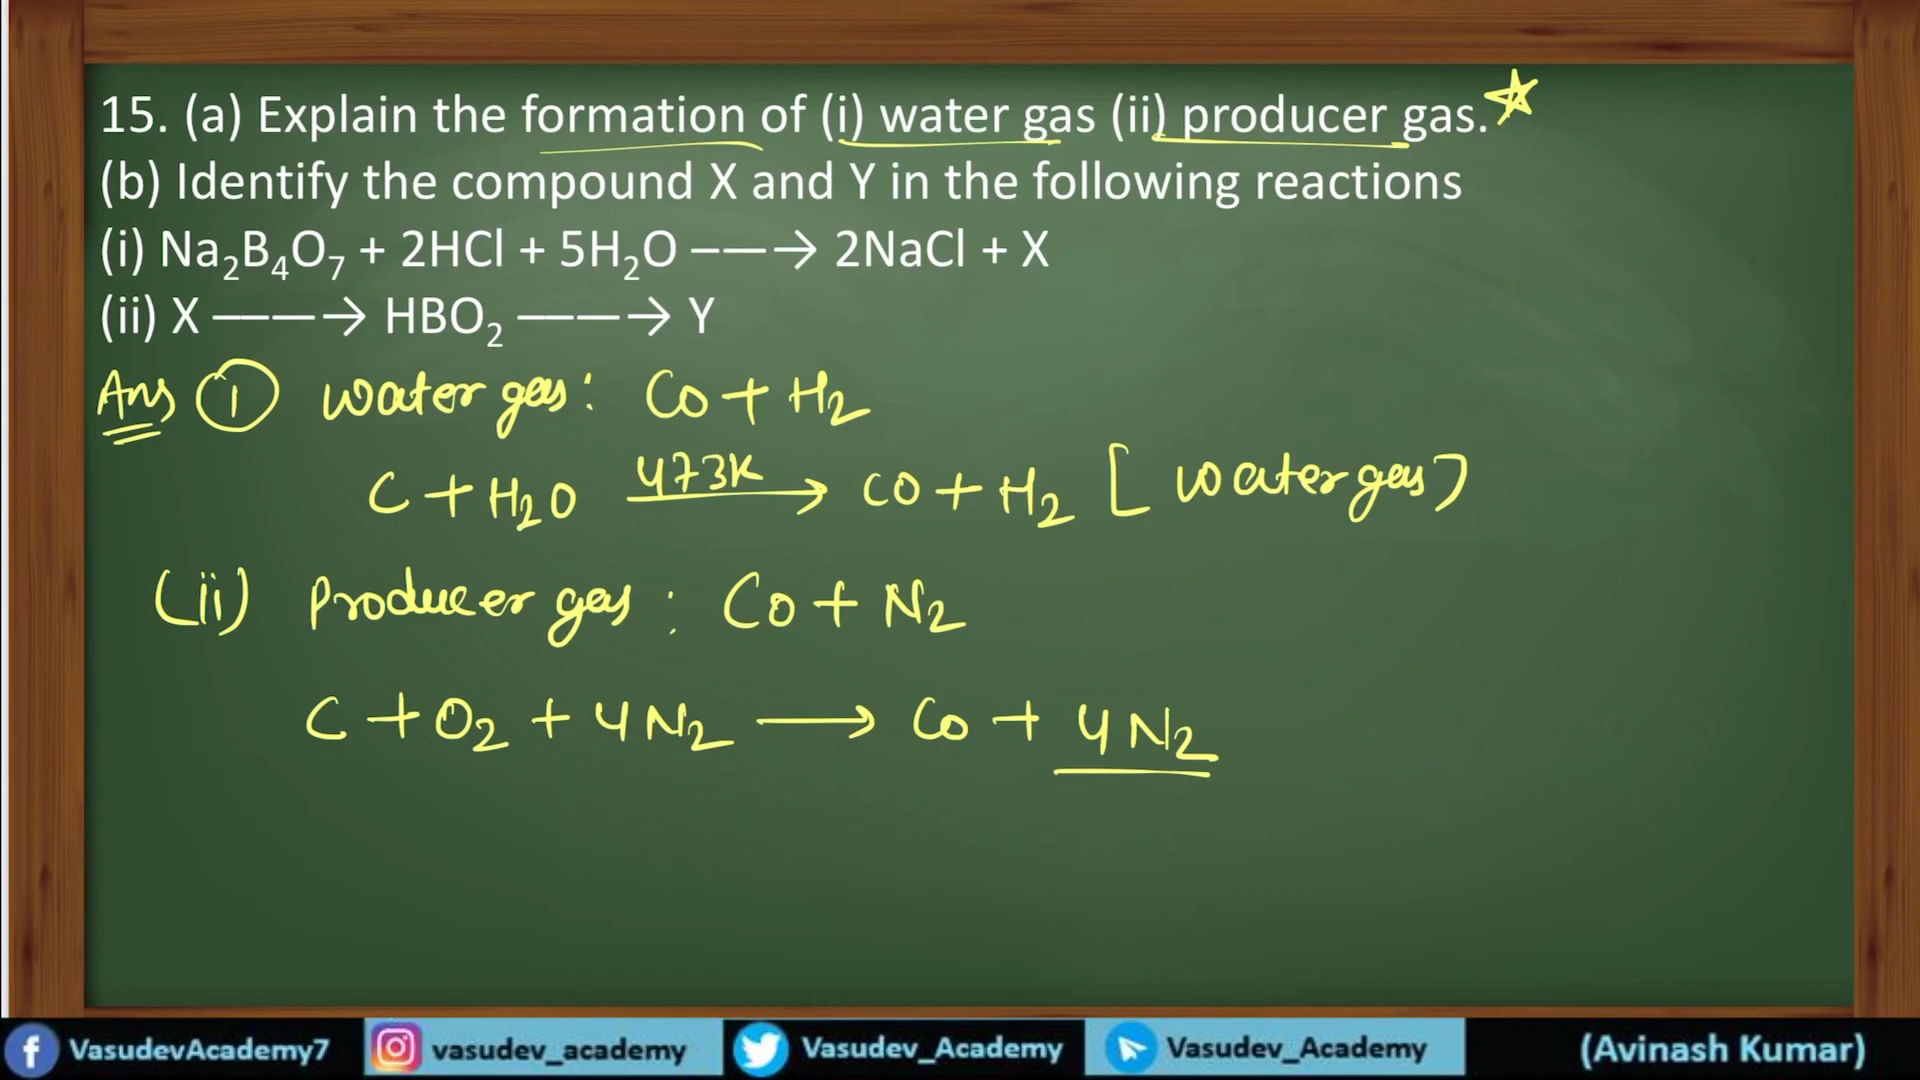 15. (a) Explain the formation of (i) water gas (ii) producer gas.
(b) Identify the compound X and Y in the following reactions
(i) Na₂B₄O₇ + 2HCl + 5H₂O ––→ 2NaCl + X
(ii) X –––→ HBO₂ –––→ Y
Ans ① water gas: Co + H₂
C + H₂O 473K → CO + H₂ [water gas)
(ii) Producer gas: Co + N₂
C + O₂ + 4N₂ → Co + 4N₂
VasudevAcademy7 vasudev_academy Vasudev_Academy Vasudev_Academy (Avinash Kumar)